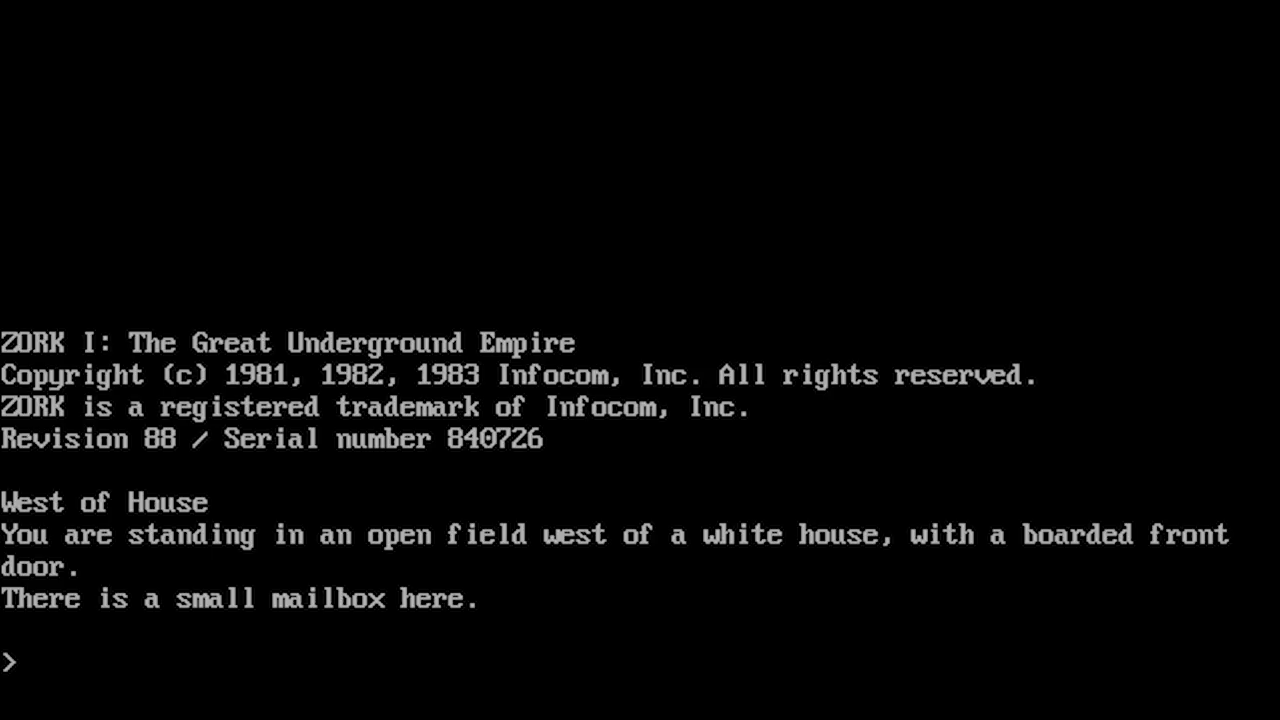 ZORK I: The Great Underground Empire
Copyright (c) 1981, 1982, 1983 Infocom, Inc. All rights reserved.
ZORK is a registered trademark of Infocom, Inc.
Revision 88 / Serial number 840726
West of House
You are standing in an open field west of a white house, with a boarded front
door.
There is a small mailbox here.
>